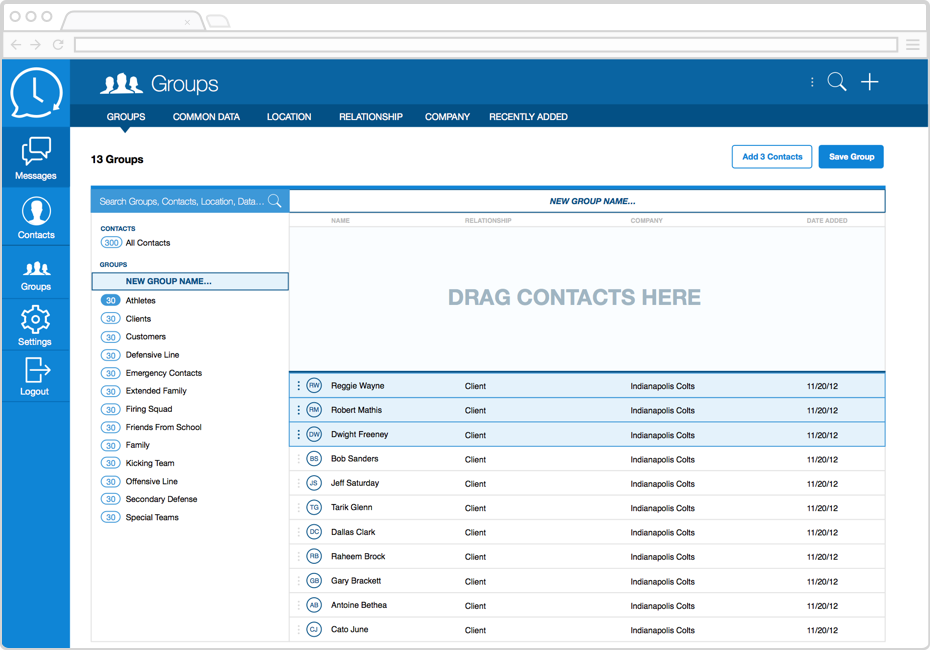 Groups
GROUPS COMMON DATA LOCATION RELATIONSHIP COMPANY RECENTLY ADDED
Messages
Contacts
Groups
Settings
Logout
13 Groups
Add 3 Contacts Save Group
Search Groups, Contacts, Location, Data...
CONTACTS
300 All Contacts
GROUPS
NEW GROUP NAME...
30 Athletes
30 Clients
30 Customers
30 Defensive Line
30 Emergency Contacts
30 Extended Family
30 Firing Squad
30 Friends From School
30 Family
30 Kicking Team
30 Offensive Line
30 Secondary Defense
30 Special Teams
NEW GROUP NAME...
NAME RELATIONSHIP COMPANY DATE ADDED
DRAG CONTACTS HERE
RW Reggie Wayne Client Indianapolis Colts 11/20/12
RM Robert Mathis Client Indianapolis Colts 11/20/12
DW Dwight Freeney Client Indianapolis Colts 11/20/12
BS Bob Sanders Client Indianapolis Colts 11/20/12
JS Jeff Saturday Client Indianapolis Colts 11/20/12
TG Tarik Glenn Client Indianapolis Colts 11/20/12
DC Dallas Clark Client Indianapolis Colts 11/20/12
RB Raheem Brock Client Indianapolis Colts 11/20/12
GB Gary Brackett Client Indianapolis Colts 11/20/12
AB Antoine Bethea Client Indianapolis Colts 11/20/12
CJ Cato June Client Indianapolis Colts 11/20/12